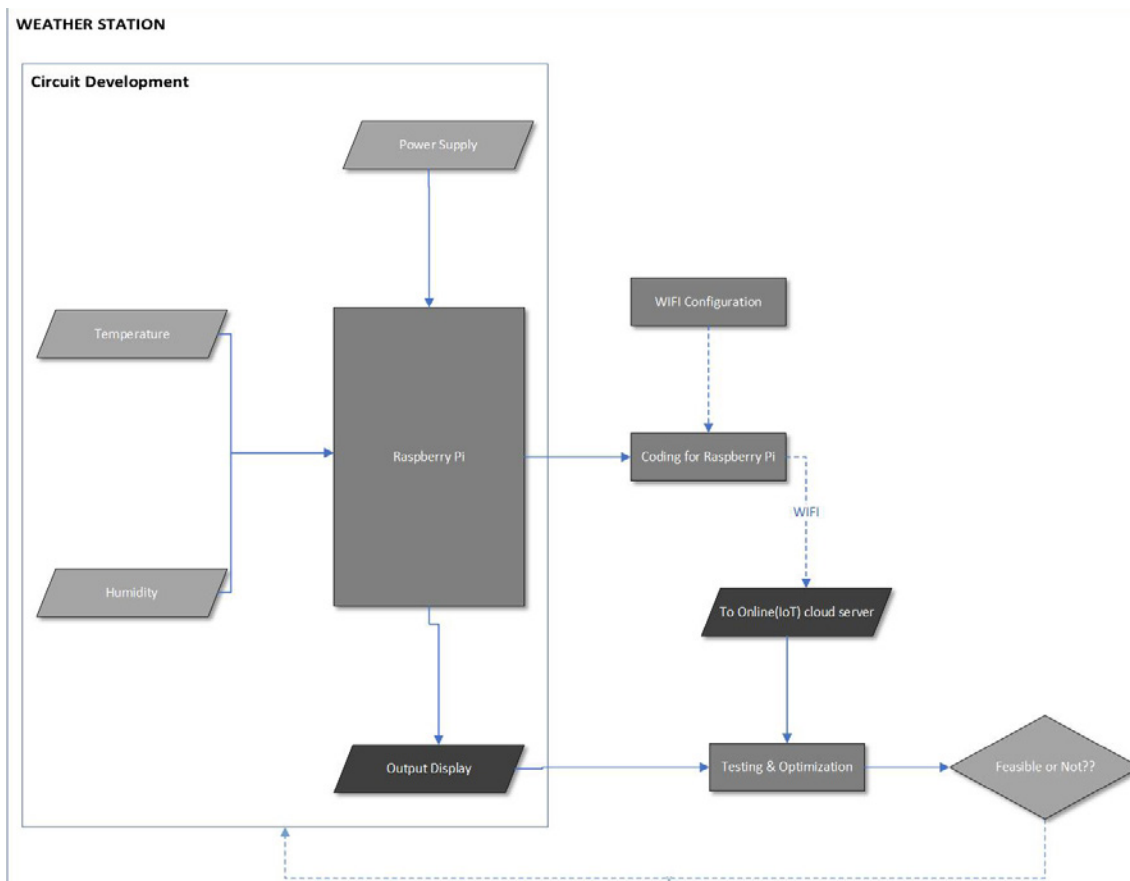 WEATHER STATION
Circuit Development
Power Supply
WIFI Configuration
Temperature
Raspberry Pi
Coding for Raspberry Pi
WIFI
Humidity
To Online(IoT) cloud server
Output Display
Testing & Optimization
Feasible or Not??